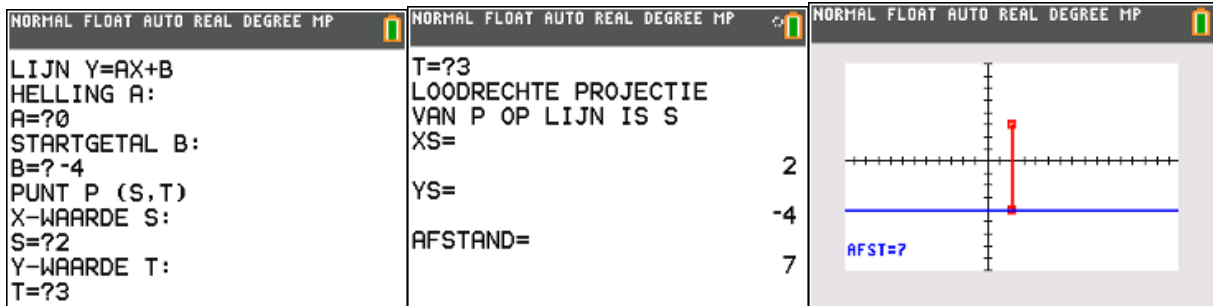 NORMAL FLOAT AUTO REAL DEGREE MP
LIJN Y=AX+B
HELLING A:
A=?0
STARTGETAL B:
B=?-4
PUNT P (S,T)
X-WAARDE S:
S=?2
Y-WAARDE T:
T=?3
NORMAL FLOAT AUTO REAL DEGREE MP
T=?3
LOODRECHTE PROJECTIE
VAN P OP LIJN IS S
XS=
2
YS=
-4
AFSTAND=
7
NORMAL FLOAT AUTO REAL DEGREE MP
AFST=7